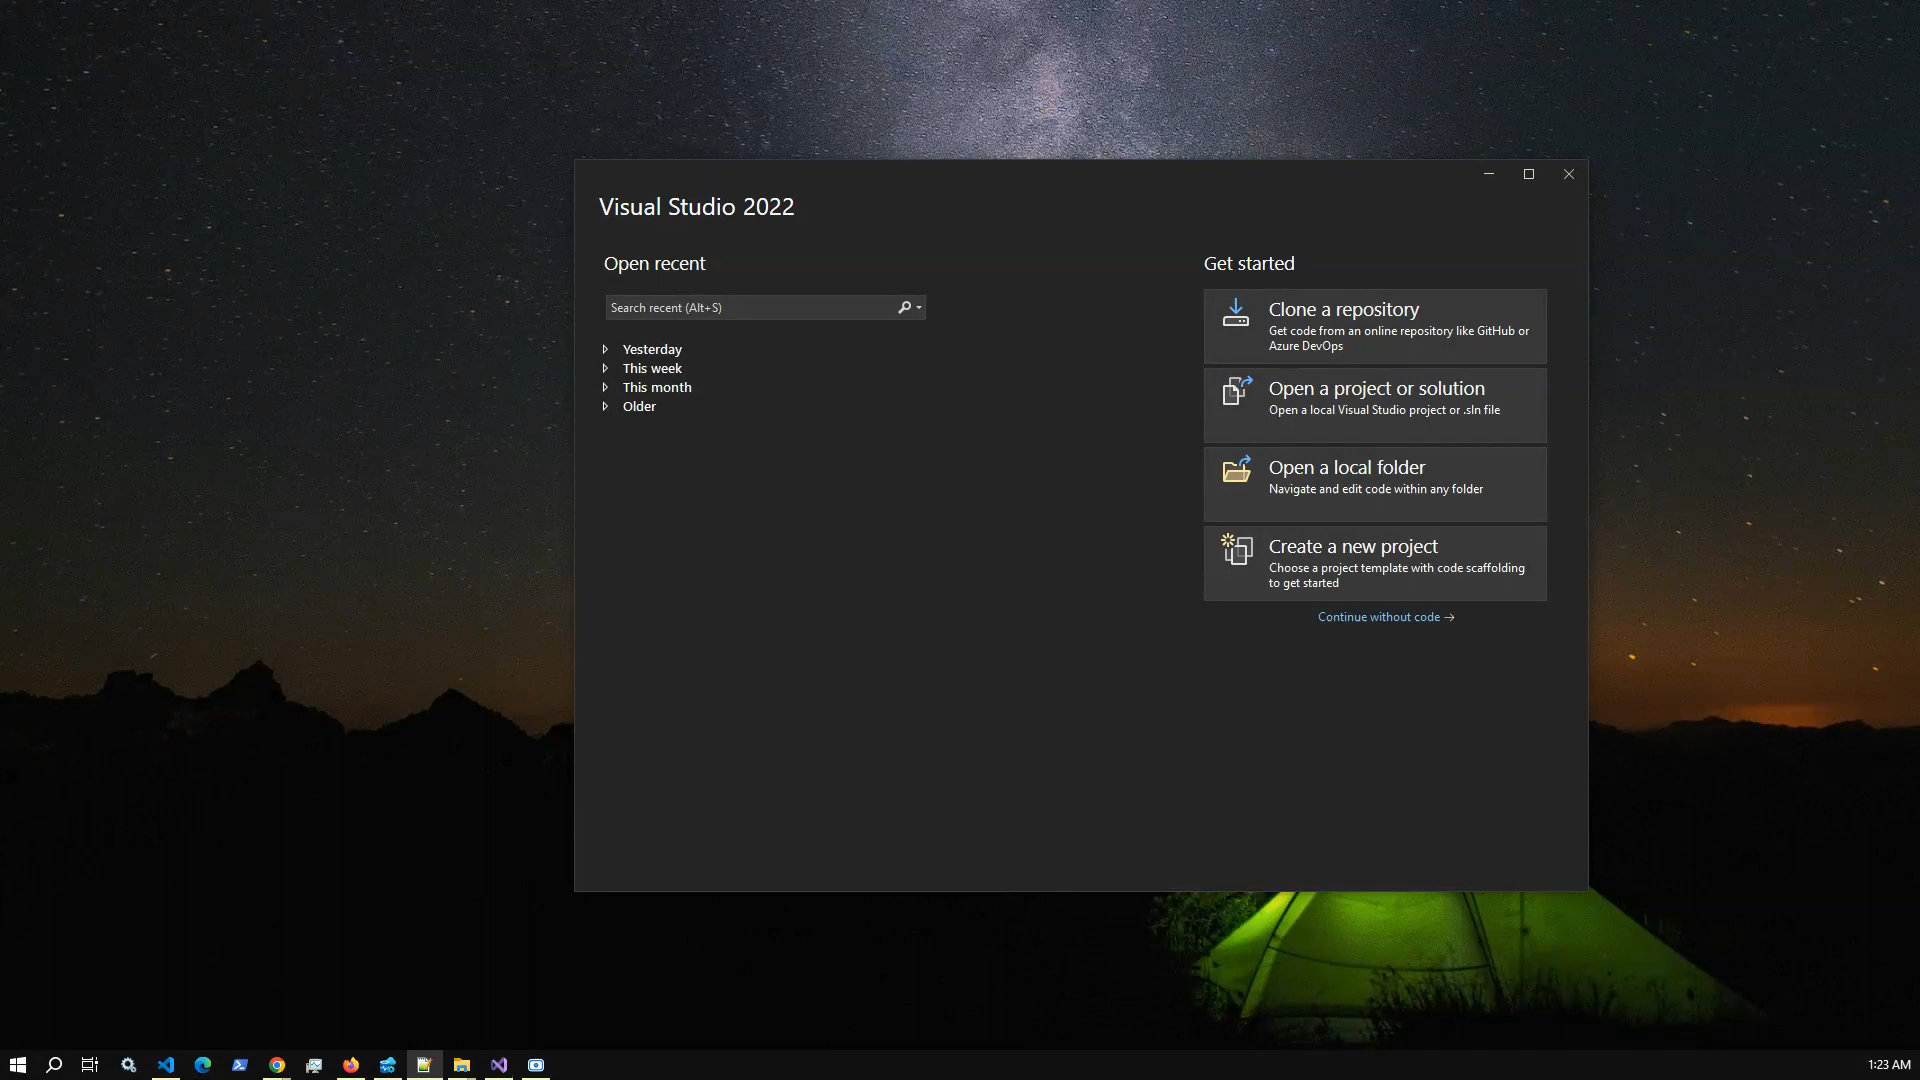 Visual Studio 2022
Open recent
Search recent (Alt+S)
Yesterday
This week
This month
Older
Get started
Clone a repository
Get code from an online repository like GitHub or
Azure DevOps
Open a project or solution
Open a local Visual Studio project or .sln file
Open a local folder
Navigate and edit code within any folder
Create a new project
Choose a project template with code scaffolding
to get started
Continue without code →
1:23 AM